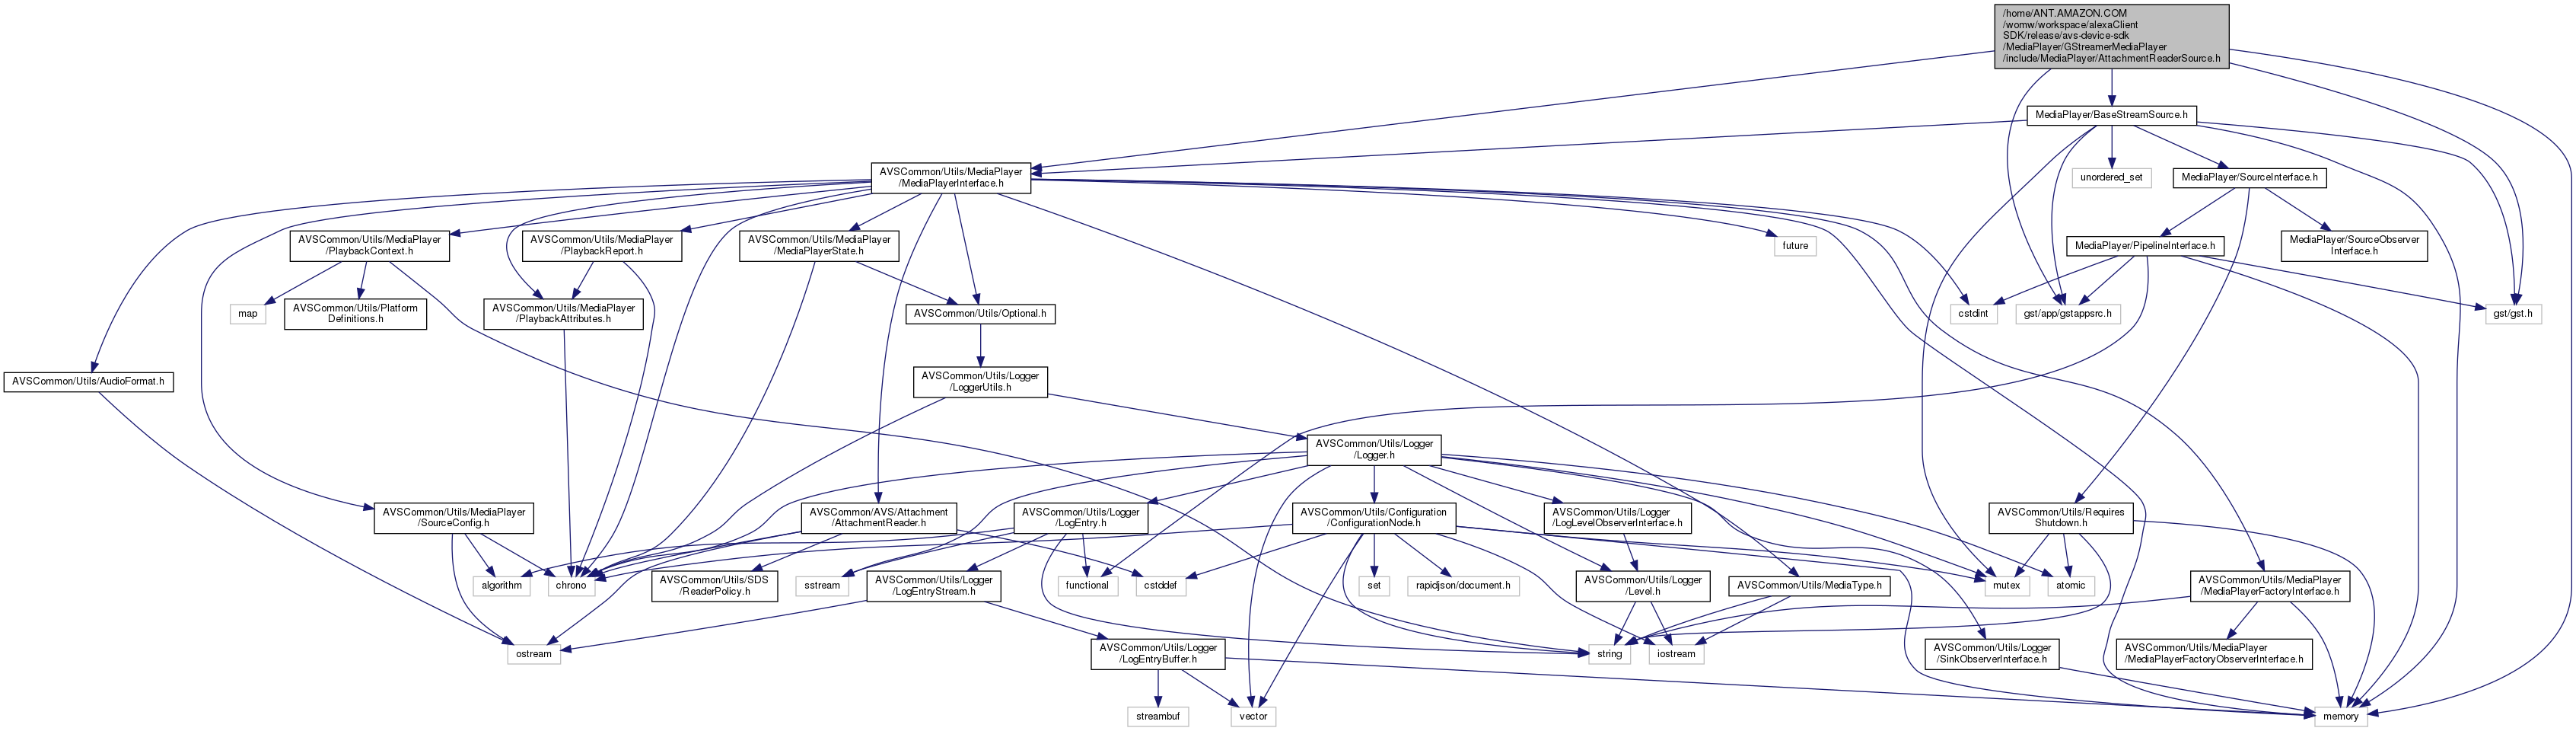 /home/ANT.AMAZON.COM
/womw/workspace/alexaClient
SDK/release/avs-device-sdk
/MediaPlayer/GStreamerMediaPlayer
/include/MediaPlayer/AttachmentReaderSource.h
MediaPlayer/BaseStreamSource.h
AVSCommon/Utils/MediaPlayer
/MediaPlayerInterface.h
unordered_set
MediaPlayer/SourceInterface.h
AVSCommon/Utils/MediaPlayer
/PlaybackContext.h
AVSCommon/Utils/MediaPlayer
/PlaybackReport.h
AVSCommon/Utils/MediaPlayer
/MediaPlayerState.h
future
MediaPlayer/PipelineInterface.h
MediaPlayer/SourceObserver
Interface.h
map
AVSCommon/Utils/Platform
Definitions.h
AVSCommon/Utils/MediaPlayer
/PlaybackAttributes.h
AVSCommon/Utils/Optional.h
cstdint
gst/app/gstappsrc.h
gst/gst.h
AVSCommon/Utils/AudioFormat.h
AVSCommon/Utils/Logger
/LoggerUtils.h
AVSCommon/Utils/Logger
/Logger.h
AVSCommon/Utils/MediaPlayer
/SourceConfig.h
AVSCommon/AVS/Attachment
/AttachmentReader.h
AVSCommon/Utils/Logger
/LogEntry.h
AVSCommon/Utils/Configuration
/ConfigurationNode.h
AVSCommon/Utils/Logger
/LogLevelObserverInterface.h
AVSCommon/Utils/Requires
Shutdown.h
algorithm
chrono
AVSCommon/Utils/SDS
/ReaderPolicy.h
sstream
AVSCommon/Utils/Logger
/LogEntryStream.h
functional
cstddef
set
rapidjson/document.h
AVSCommon/Utils/Logger
/Level.h
AVSCommon/Utils/MediaType.h
mutex
atomic
AVSCommon/Utils/MediaPlayer
/MediaPlayerFactoryInterface.h
ostream
AVSCommon/Utils/Logger
/LogEntryBuffer.h
string
iostream
AVSCommon/Utils/Logger
/SinkObserverInterface.h
AVSCommon/Utils/MediaPlayer
/MediaPlayerFactoryObserverInterface.h
streambuf
vector
memory